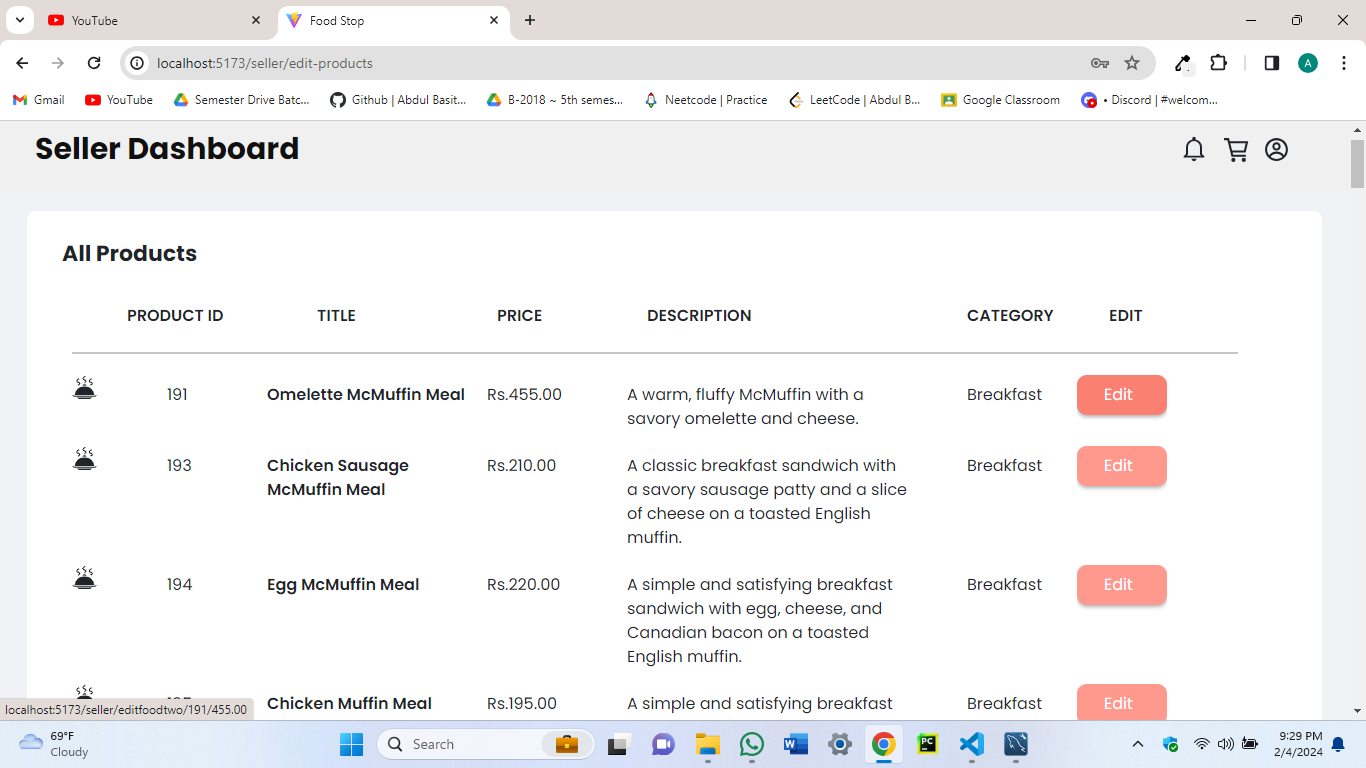 YouTube
Food Stop
localhost:5173/seller/edit-products
A
Gmail
YouTube
Semester Drive Batc...
Github | Abdul Basit...
B-2018 ~ 5th semes...
Neetcode | Practice
LeetCode | Abdul B...
Google Classroom
• Discord | #welcom...
Seller Dashboard
All Products
PRODUCT ID TITLE PRICE DESCRIPTION CATEGORY EDIT
191 Omelette McMuffin Meal Rs.455.00 A warm, fluffy McMuffin with a Breakfast Edit
savory omelette and cheese.
193 Chicken Sausage Rs.210.00 A classic breakfast sandwich with Breakfast Edit
McMuffin Meal a savory sausage patty and a slice
of cheese on a toasted English
muffin.
194 Egg McMuffin Meal Rs.220.00 A simple and satisfying breakfast Breakfast Edit
sandwich with egg, cheese, and
Canadian bacon on a toasted
English muffin.
Chicken Muffin Meal Rs.195.00 A simple and satisfying breakfast Breakfast Edit
localhost:5173/seller/editfoodtwo/191/455.00
69°F
Cloudy
Search
PC
9:29 PM
2/4/2024